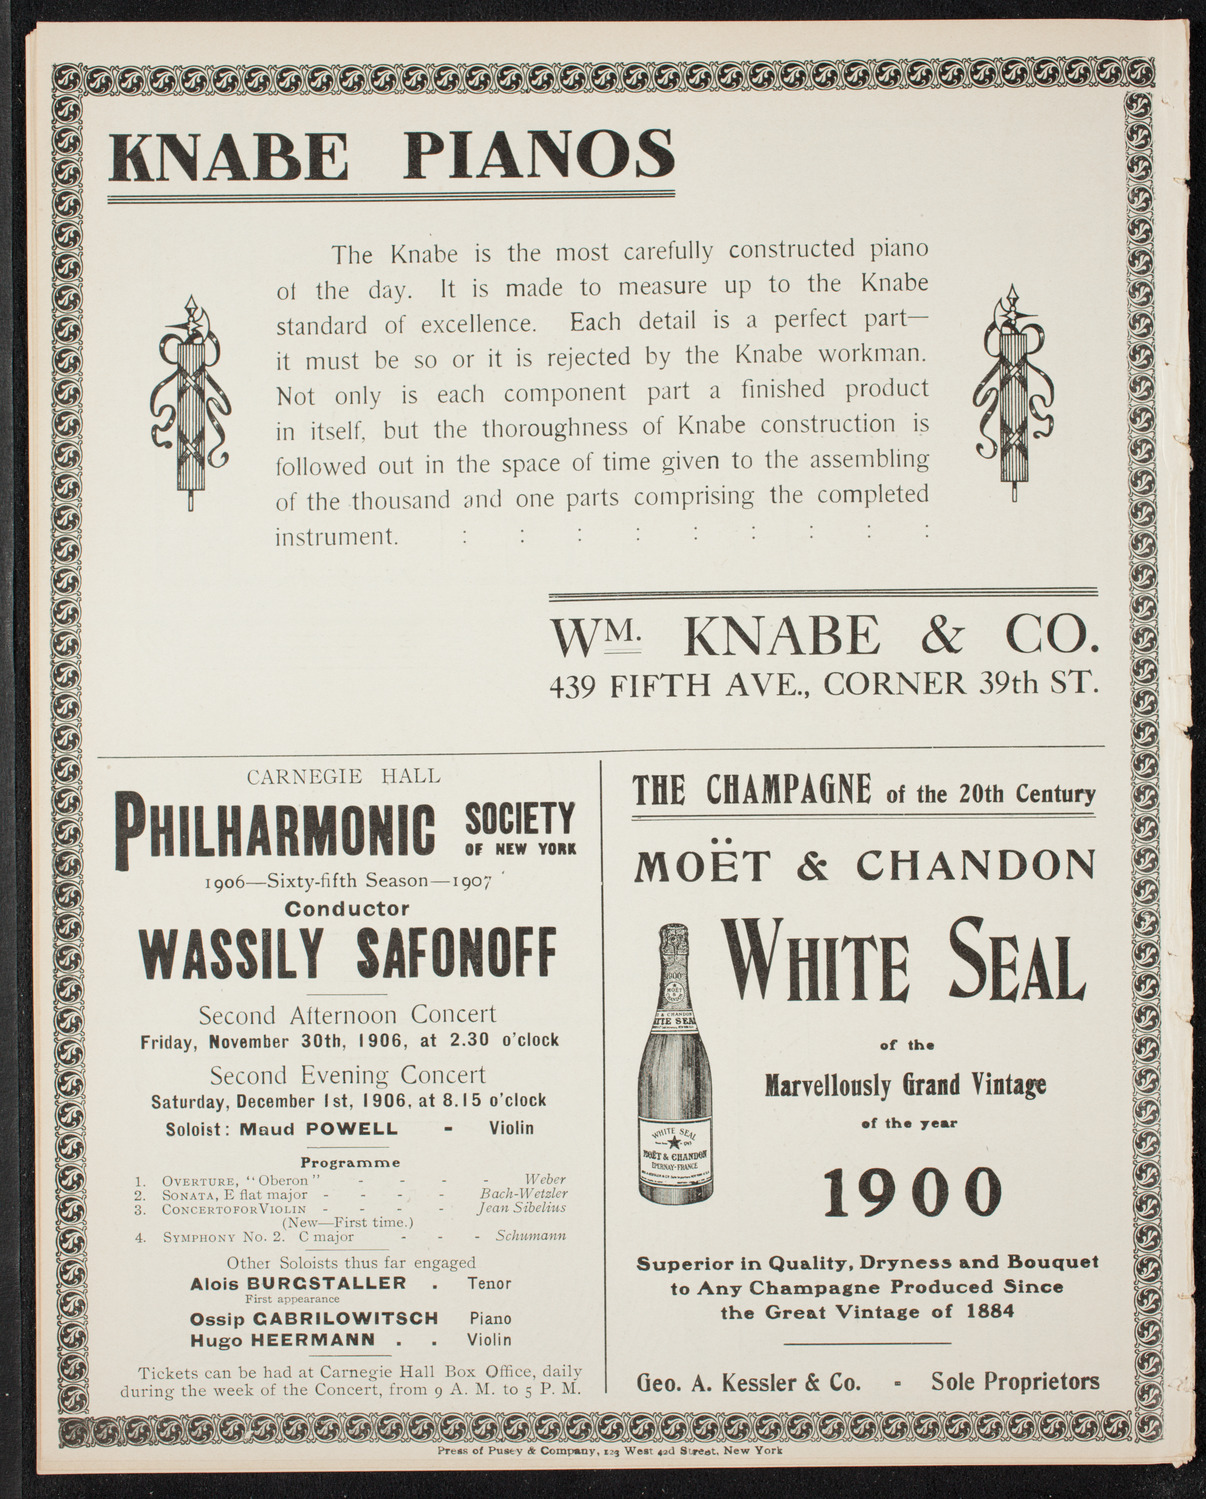 KNABE PIANOS
The Knabe is the most carefully constructed piano
of the day. It is made to measure up to the Knabe
standard of excellence. Each detail is a perfect part—
it must be so or it is rejected by the Knabe workman.
Not only is each component part a finished product
in itself, but the thoroughness of Knabe construction is
followed out in the space of time given to the assembling
of the thousand and one parts comprising the completed
instrument. : : : : : : : : :
WM. KNABE & CO.
439 FIFTH AVE., CORNER 39th ST.
CARNEGIE HALL
PHILHARMONIC SOCIETY
OF NEW YORK
1906—Sixty-fifth Season—1907
Conductor
WASSILY SAFONOFF
Second Afternoon Concert
Friday, November 30th, 1906, at 2.30 o'clock
Second Evening Concert
Saturday, December 1st, 1906, at 8.15 o'clock
Soloist: Maud POWELL - Violin
Programme
1. OVERTURE, "Oberon" - - - - Weber
2. SONATA, E flat major - - - - Bach-Wetzler
3. CONCERTO FOR VIOLIN - - - - Jean Sibelius
(New—First time.)
4. SYMPHONY No. 2. C major - - - Schumann
Other Soloists thus far engaged
Alois BURGSTALLER . Tenor
First appearance
Ossip GABRILOWITSCH Piano
Hugo HEERMANN . . Violin
Tickets can be had at Carnegie Hall Box Office, daily
during the week of the Concert, from 9 A. M. to 5 P. M.
THE CHAMPAGNE of the 20th Century
MOËT & CHANDON
WHITE SEAL
1900
MOËT
& CHANDON
ITE SEA
WHITE SEAL
MOËT & CHANDON
EPERNAY-FRANCE
of the
Marvellously Grand Vintage
of the year
1900
Superior in Quality, Dryness and Bouquet
to Any Champagne Produced Since
the Great Vintage of 1884
Geo. A. Kessler & Co. - Sole Proprietors
Press of Pusey & Company, 123 West 42d Street, New York